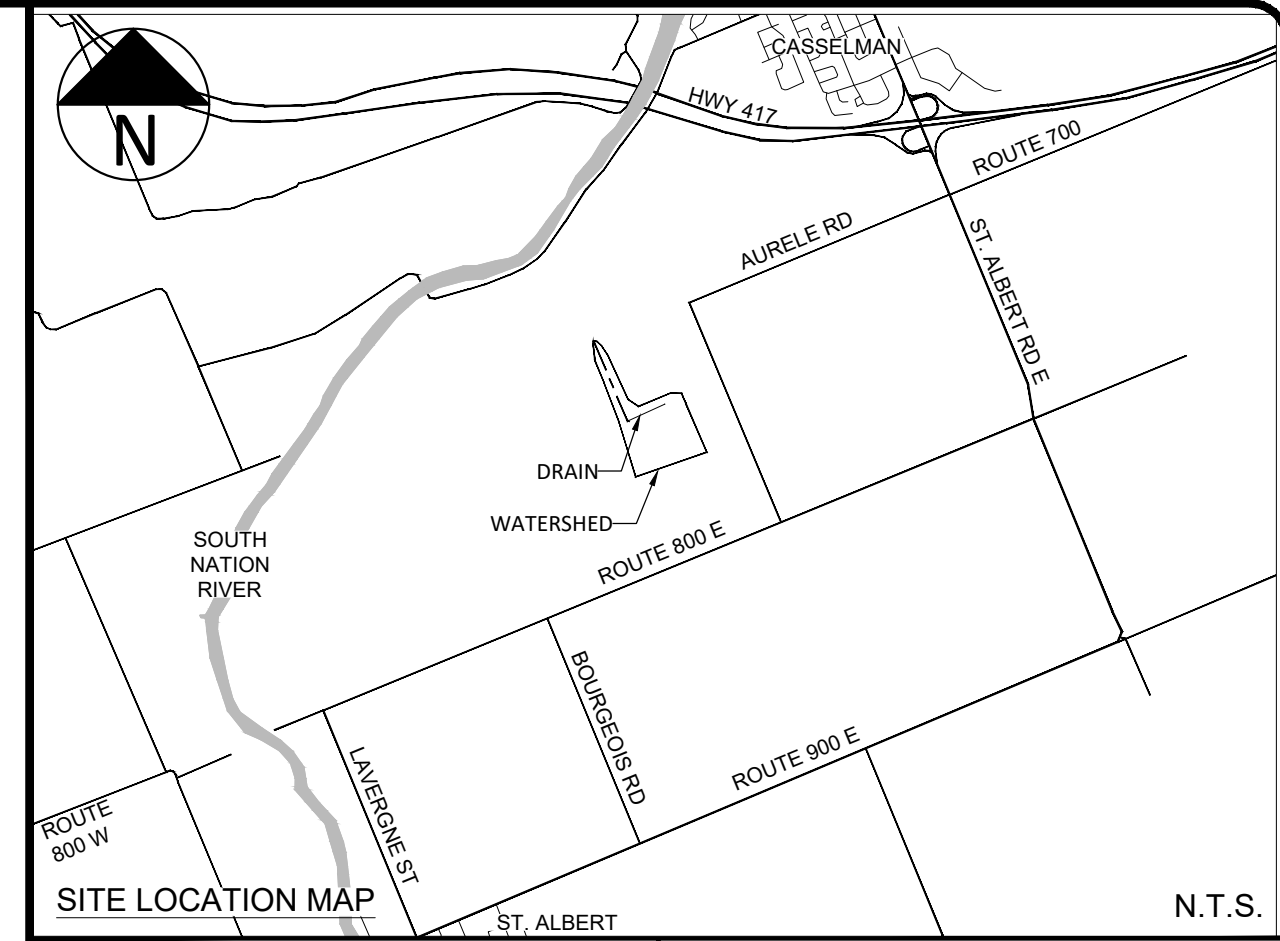 N
CASSELMAN
HWY 417
ROUTE 700
AURELE RD
ST. ALBERT RD E
DRAIN
WATERSHED
SOUTH
NATION
RIVER
ROUTE 800 E
BOURGEOIS RD
LAVERGNE ST
ROUTE 900 E
ROUTE
800 W
SITE LOCATION MAP
ST. ALBERT
N.T.S.